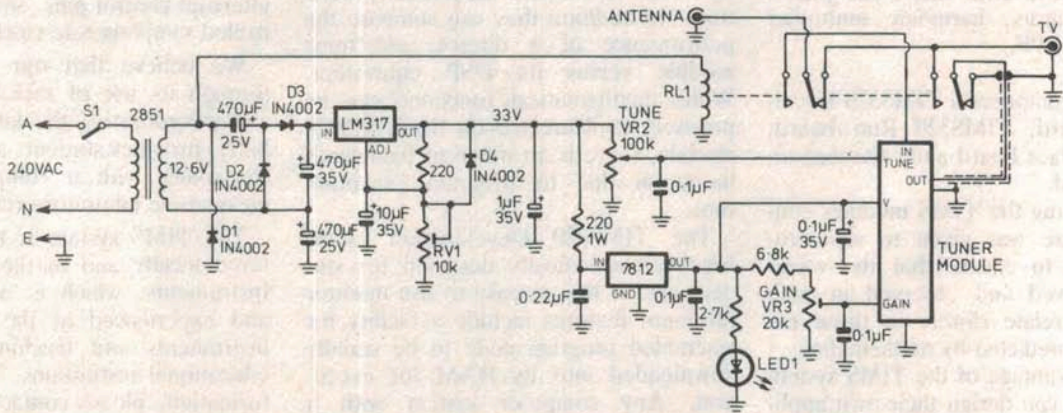 ANTENNA
TV
RL1
S1
A
240VAC
N
E
2851
12.6V
470µF
25V
D3
IN4002
D2
IN4002
D1
IN4002
470µF
35V
470µF
25V
LM317
IN
OUT
ADJ
10µF
35V
220
RV1
10k
D4
IN4002
33V
1µF
35V
TUNE
VR2
100k
0·1µF
220
1W
7812
IN
OUT
GND
0·22µF
0·1µF
2·7k
LED1
6·8k
GAIN
VR3
20k
0·1µF
35V
0·1µF
IN
TUNE
OUT
V
GAIN
TUNER
MODULE